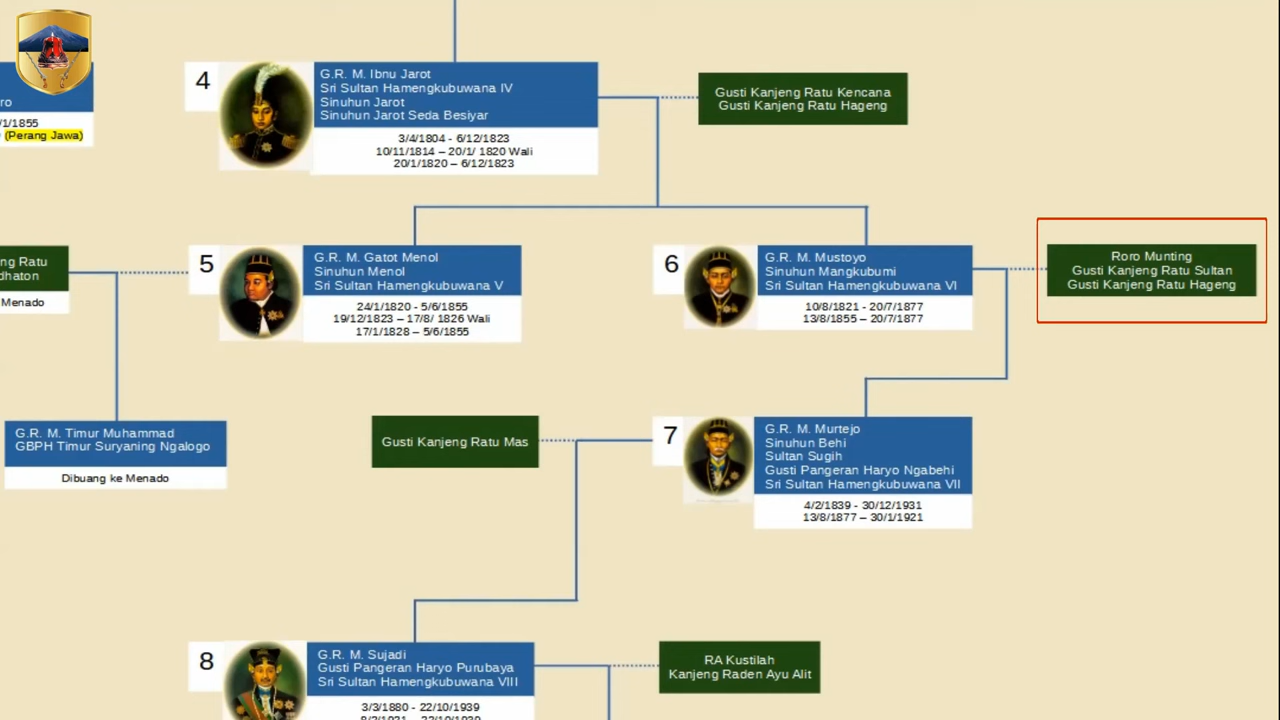 ro
/1/1855
(Perang Jawa)
4
G.R. M. Ibnu Jarot
Sri Sultan Hamengkubuwana IV
Sinuhun Jarot
Sinuhun Jarot Seda Besiyar
3/4/1804 - 6/12/1823
10/11/1814 – 20/1/ 1820 Wali
20/1/1820 – 6/12/1823
Gusti Kanjeng Ratu Kencana
Gusti Kanjeng Ratu Hageng
ng Ratu
dhaton
Menado
5
G.R. M. Gatot Menol
Sinuhun Menol
Sri Sultan Hamengkubuwana V
24/1/1820 - 5/6/1855
19/12/1823 – 17/8/ 1826 Wali
17/1/1828 – 5/6/1855
6
G.R. M. Mustoyo
Sinuhun Mangkubumi
Sri Sultan Hamengkubuwana VI
10/8/1821 - 20/7/1877
13/8/1855 – 20/7/1877
Roro Munting
Gusti Kanjeng Ratu Sultan
Gusti Kanjeng Ratu Hageng
G.R. M. Timur Muhammad
GBPH Timur Suryaning Ngalogo
Dibuang ke Menado
Gusti Kanjeng Ratu Mas
7
G.R. M. Murtejo
Sinuhun Behi
Sultan Sugih
Gusti Pangeran Haryo Ngabehi
Sri Sultan Hamengkubuwana VII
4/2/1839 - 30/12/1931
13/8/1877 – 30/1/1921
8
G.R. M. Sujadi
Gusti Pangeran Haryo Purubaya
Sri Sultan Hamengkubuwana VIII
3/3/1880 - 22/10/1939
RA Kustilah
Kanjeng Raden Ayu Alit